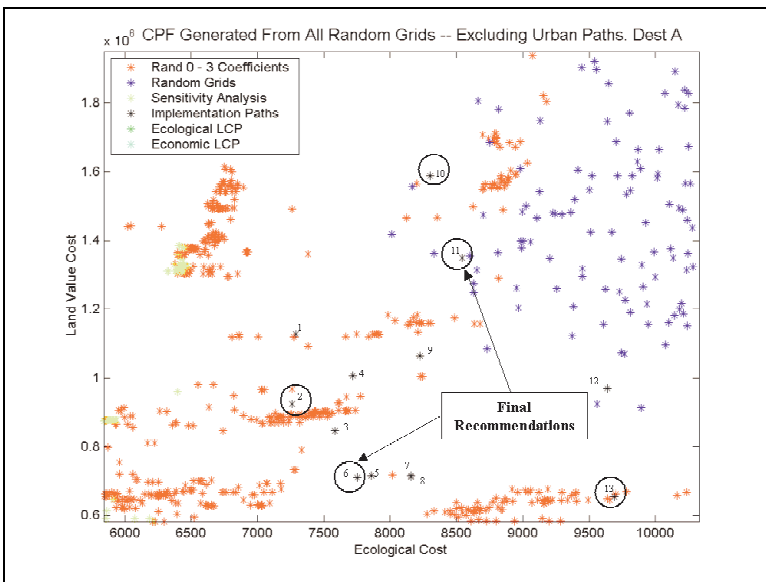 x 10⁶ CPF Generated From All Random Grids -- Excluding Urban Paths. Dest A
Rand 0 - 3 Coefficients
Random Grids
Sensitivity Analysis
Implementation Paths
Ecological LCP
Economic LCP
1.8
1.6
1.4
1.2
1
0.8
0.6
Land Value Cost
10
11
1
9
4
12
2
Final
Recommendations
3
6
5
7
8
13
6000
6500
7000
7500
8000
8500
9000
9500
10000
Ecological Cost